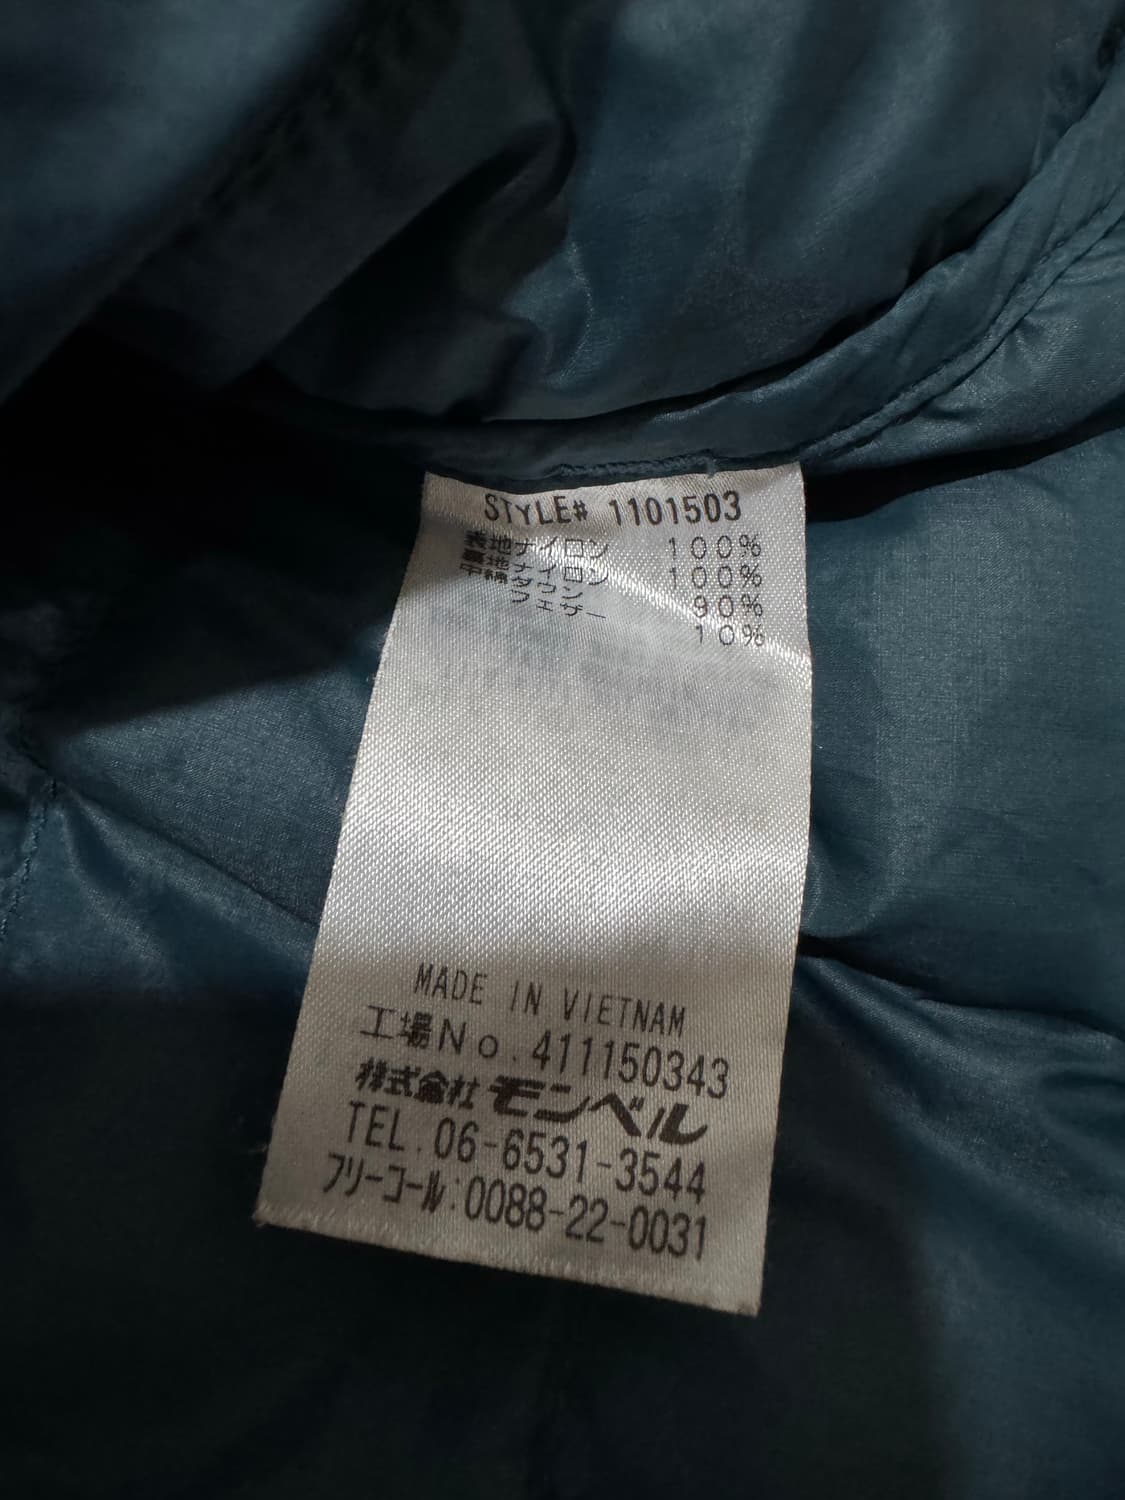 STYLE# 1101503
表地ナイロン 100%
裏地ナイロン 100%
中綿ダウン 90%
フェザー 10%
MADE IN VIETNAM
工場No.411150343
株式会社モンベル
TEL.06-6531-3544
フリーコール:0088-22-0031